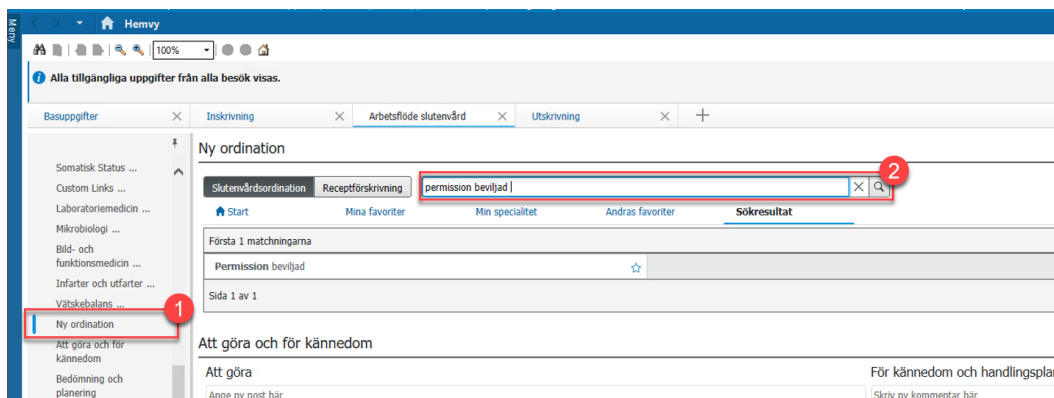 Meny
Hemvy
100%
Alla tillgängliga uppgifter från alla besök visas.
Basuppgifter
Inskrivning
Arbetsflöde slutenvård
Utskrivning
Somatisk Status ...
Custom Links ...
Laboratoriemedicin ...
Mikrobiologi ...
Bild- och
funktionsmedicin ...
Infarter och utfarter ...
Vätskebalans ...
1
Ny ordination
Att göra och för
kännedom
Bedömning och
planering
Ny ordination
2
Slutenvårdsordination
Receptförskrivning
permission beviljad
Start
Mina favoriter
Min specialitet
Andras favoriter
Sökresultat
Första 1 matchningarna
Permission beviljad
Sida 1 av 1
Att göra och för kännedom
Att göra
För kännedom och handlingsplan
Ange ny post här
Skriv ny kommentar här